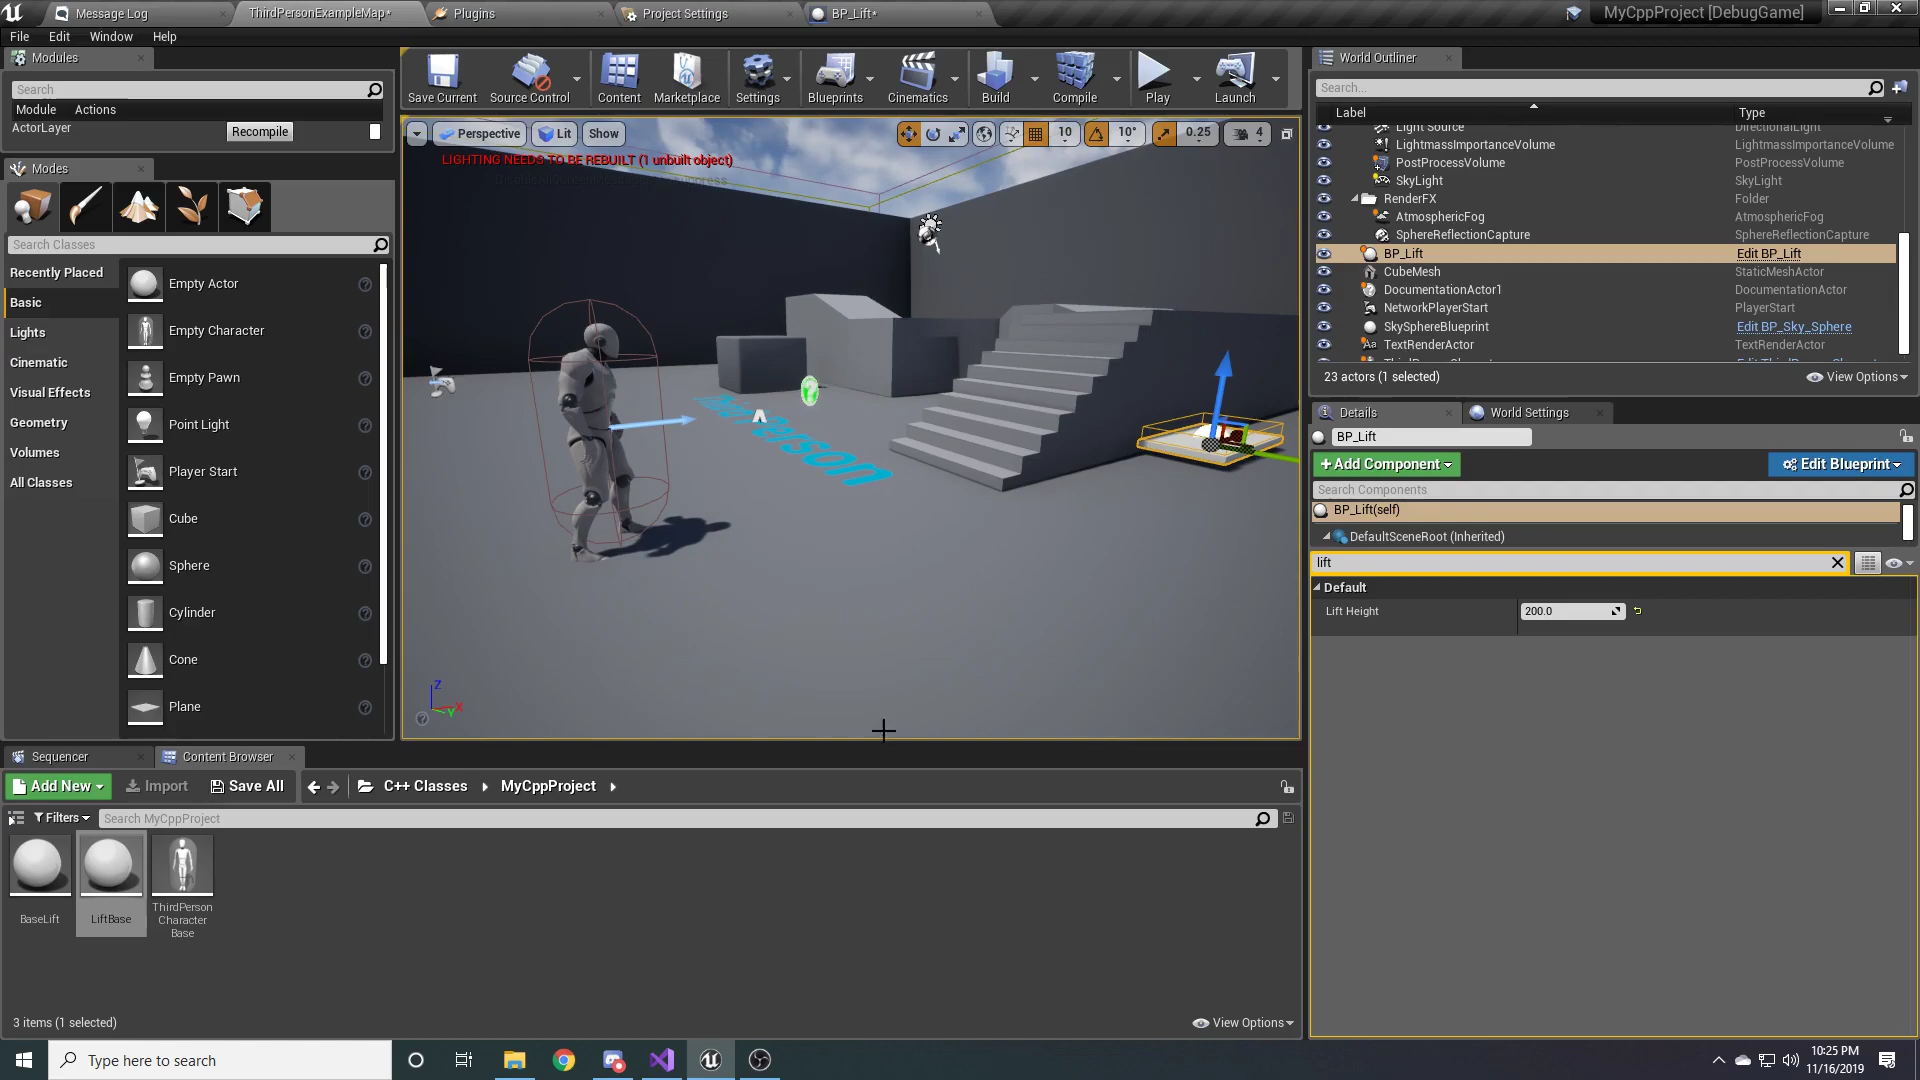 Message Log
ThirdPersonExampleMap*
Plugins
Project Settings
BP_Lift*
MyCppProject [DebugGame]
File Edit Window Help
Modules
Search
Module Actions
ActorLayer
Recompile
Modes
Search Classes
Recently Placed
Basic
Lights
Cinematic
Visual Effects
Geometry
Volumes
All Classes
Empty Actor
Empty Character
Empty Pawn
Point Light
Player Start
Cube
Sphere
Cylinder
Cone
Plane
Save Current
Source Control
Content
Marketplace
Settings
Blueprints
Cinematics
Build
Compile
Play
Launch
Perspective
Lit
Show
10
10°
0.25
4
LIGHTING NEEDS TO BE REBUILT (1 unbuilt object)
Z
X
Y
World Outliner
Search...
Label Type
Light Source DirectionalLight
LightmassImportanceVolume LightmassImportanceVolume
PostProcessVolume PostProcessVolume
SkyLight SkyLight
RenderFX Folder
AtmosphericFog AtmosphericFog
SphereReflectionCapture SphereReflectionCapture
BP_Lift Edit BP_Lift
CubeMesh StaticMeshActor
DocumentationActor1 DocumentationActor
NetworkPlayerStart PlayerStart
SkySphereBlueprint Edit BP_Sky_Sphere
TextRenderActor TextRenderActor
23 actors (1 selected)
View Options
Details
World Settings
BP_Lift
Add Component
Edit Blueprint
Search Components
BP_Lift(self)
DefaultSceneRoot (Inherited)
lift
Default
Lift Height 200.0
Sequencer
Content Browser
Add New
Import
Save All
C++ Classes
MyCppProject
Filters
Search MyCppProject
BaseLift
LiftBase
ThirdPerson
Character
Base
3 items (1 selected)
View Options
Type here to search
10:25 PM
11/16/2019